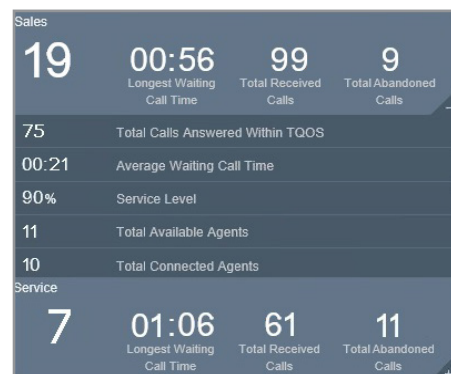 Sales
19 00:56 99 9
Longest Waiting Total Received Total Abandoned
Call Time Calls Calls
75 Total Calls Answered Within TQOS
00:21 Average Waiting Call Time
90% Service Level
11 Total Available Agents
10 Total Connected Agents
Service
7 01:06 61 11
Longest Waiting Total Received Total Abandoned
Call Time Calls Calls